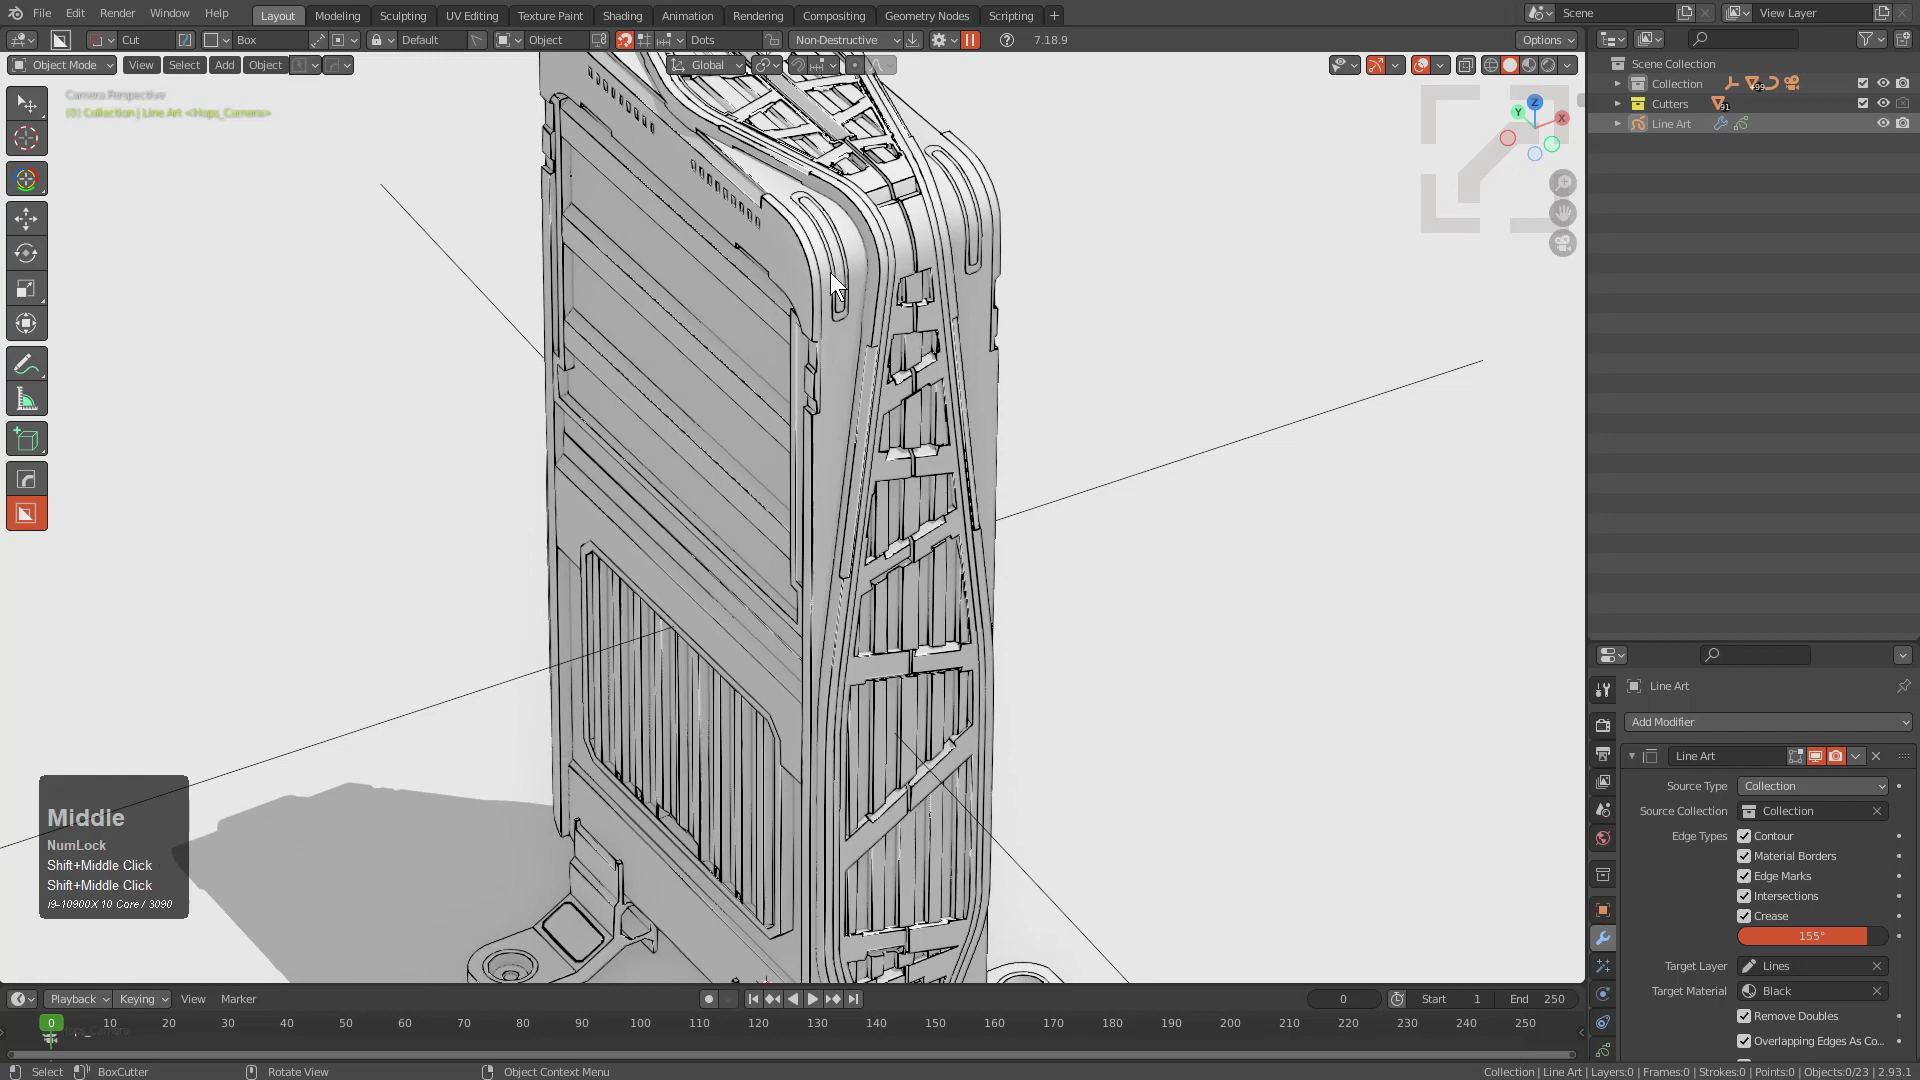 File Edit Render Window Help Layout Modeling Sculpting UV Editing Texture Paint Shading Animation Rendering Compositing Geometry Nodes Scripting + Scene View Layer
Cut Box Default Object Dots Non-Destructive 7.18.9 Options
Object Mode View Select Add Object Global
Camera Perspective
(0) Collection | Line Art <Hops_Camera>
Z
Y
X
Scene Collection
Collection 99
Cutters 91
Line Art
Line Art
Add Modifier
Line Art
Source Type Collection
Source Collection Collection
Edge Types Contour
Material Borders
Edge Marks
Intersections
Crease
155°
Target Layer Lines
Target Material Black
Remove Doubles
Overlapping Edges As Co...
Middle
NumLock
Shift+Middle Click
Shift+Middle Click
i9-10900X 10 Core / 3090
Playback Keying View Marker 0 Start 1 End 250
0 10 20 30 40 50 60 70 80 90 100 110 120 130 140 150 160 170 180 190 200 210 220 230 240 250
Select BoxCutter Rotate View Object Context Menu Collection | Line Art | Layers:0 | Frames:0 | Strokes:0 | Points:0 | Objects:0/23 | 2.93.1